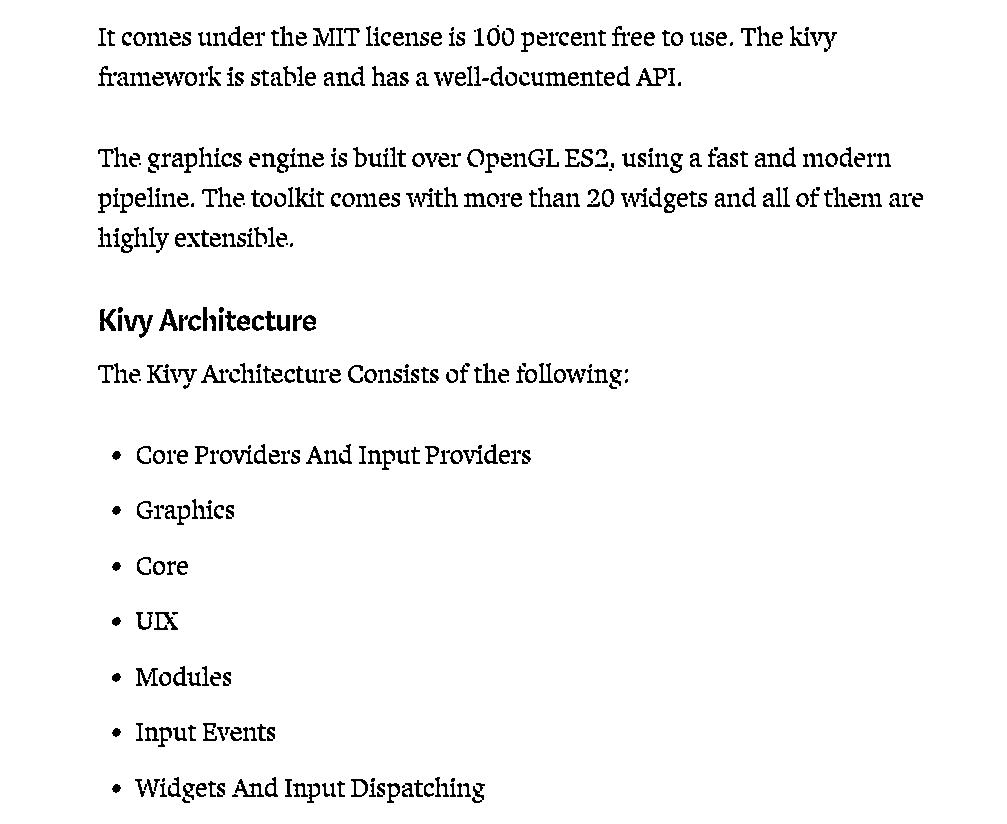 It comes under the MIT license is 100 percent free to use. The kivy
framework is stable and has a well-documented API.
The graphics engine is built over OpenGL ES2, using a fast and modern
pipeline. The toolkit comes with more than 20 widgets and all of them are
highly extensible.
Kivy Architecture
The Kivy Architecture Consists of the following:
• Core Providers And Input Providers
• Graphics
• Core
• UIX
• Modules
• Input Events
• Widgets And Input Dispatching